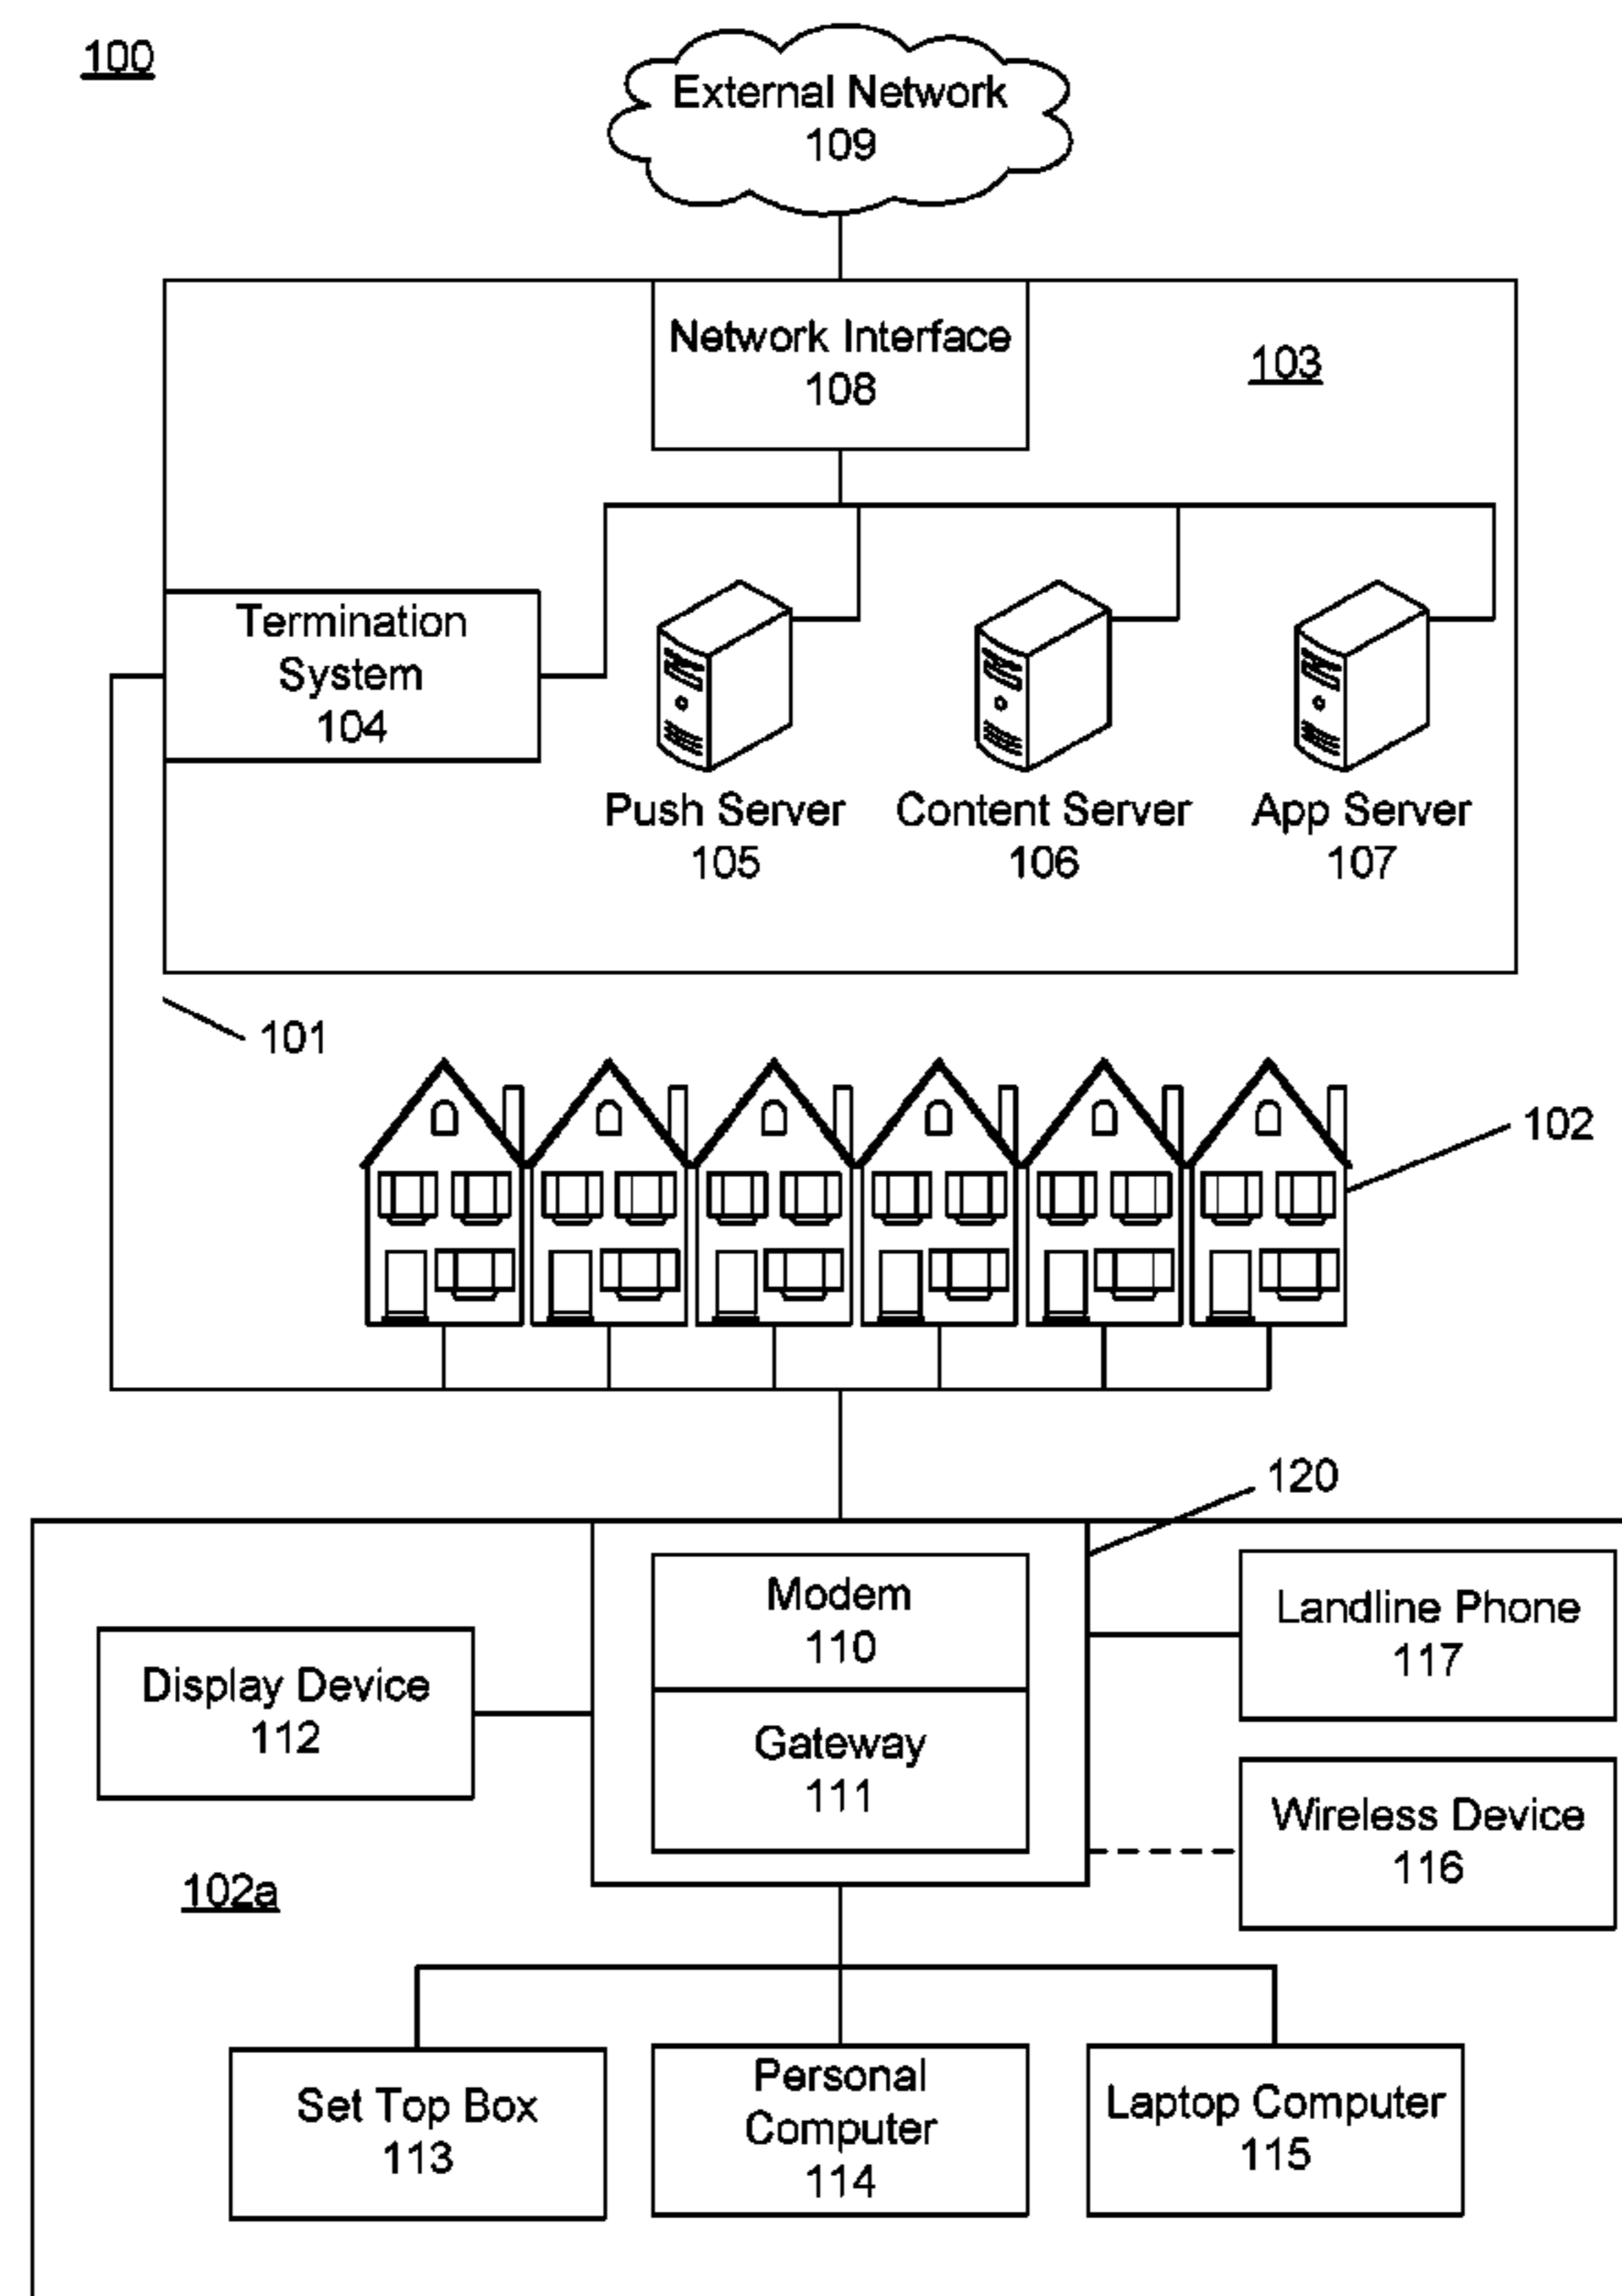 100
External Network
109
Network Interface
108
103
Termination
System
104
Push Server
105
Content Server
106
App Server
107
101
102
120
Modem
110
Landline Phone
117
Display Device
112
Gateway
111
Wireless Device
116
102a
Set Top Box
113
Personal
Computer
114
Laptop Computer
115